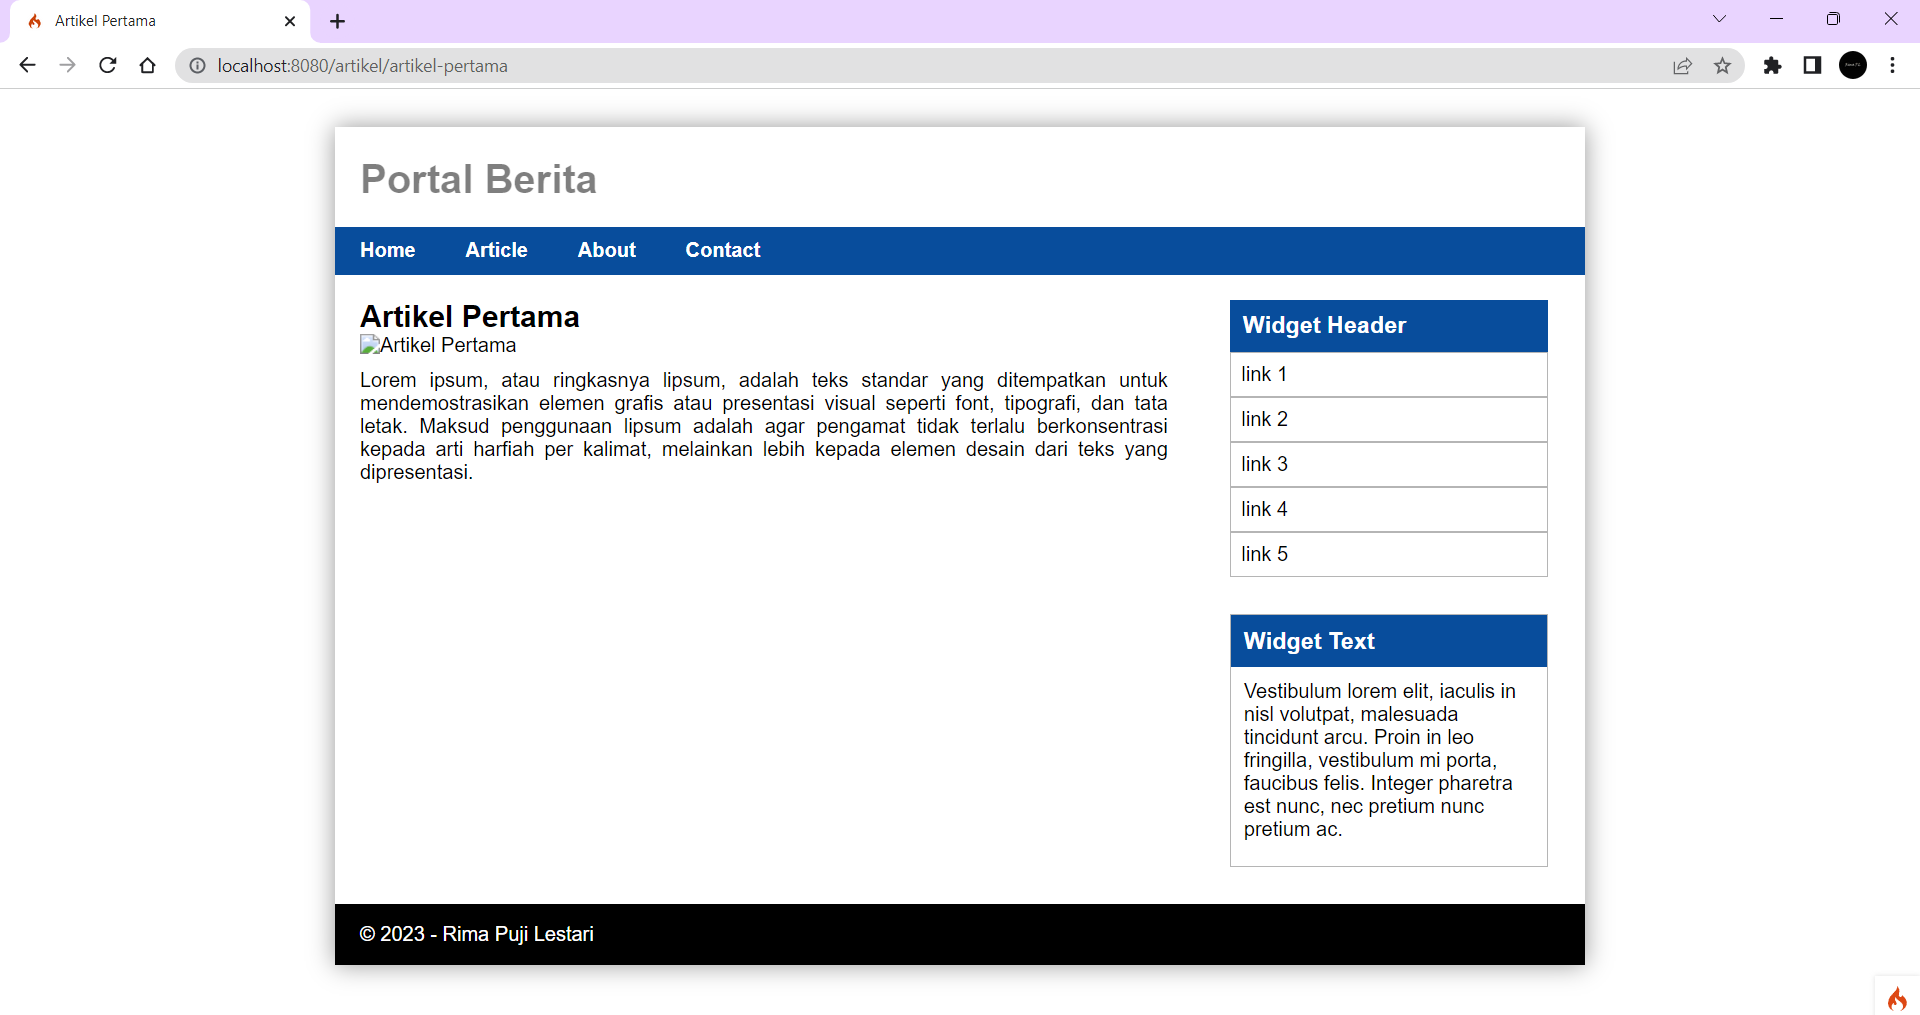 Artikel Pertama
localhost:8080/artikel/artikel-pertama
Portal Berita
Home Article About Contact
Artikel Pertama
Artikel Pertama
Lorem ipsum, atau ringkasnya lipsum, adalah teks standar yang ditempatkan untuk
mendemostrasikan elemen grafis atau presentasi visual seperti font, tipografi, dan tata
letak. Maksud penggunaan lipsum adalah agar pengamat tidak terlalu berkonsentrasi
kepada arti harfiah per kalimat, melainkan lebih kepada elemen desain dari teks yang
dipresentasi.
Widget Header
link 1
link 2
link 3
link 4
link 5
Widget Text
Vestibulum lorem elit, iaculis in
nisl volutpat, malesuada
tincidunt arcu. Proin in leo
fringilla, vestibulum mi porta,
faucibus felis. Integer pharetra
est nunc, nec pretium nunc
pretium ac.
© 2023 - Rima Puji Lestari